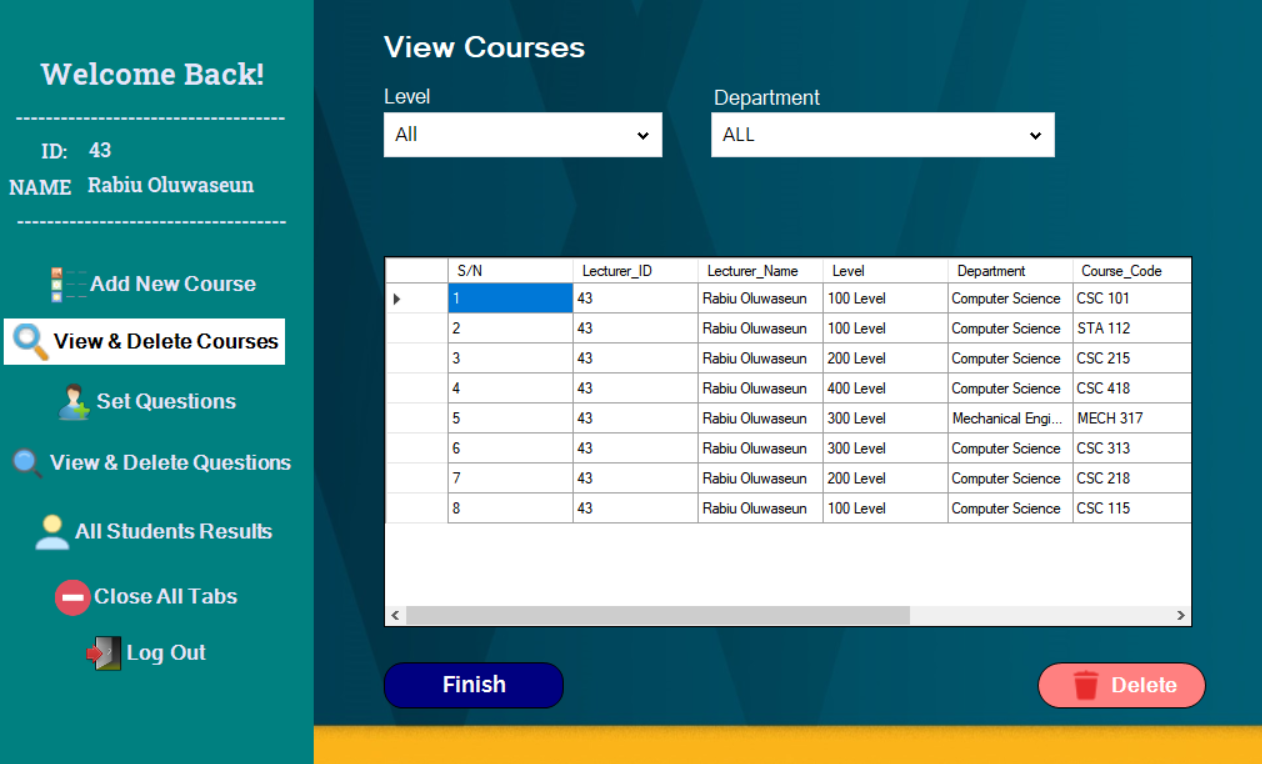 Welcome Back!
------------------------------------
ID: 43
NAME Rabiu Oluwaseun
------------------------------------
Add New Course
View & Delete Courses
Set Questions
View & Delete Questions
All Students Results
Close All Tabs
Log Out
View Courses
Level Department
All ALL
S/N Lecturer_ID Lecturer_Name Level Department Course_Code
1 43 Rabiu Oluwaseun 100 Level Computer Science CSC 101
2 43 Rabiu Oluwaseun 100 Level Computer Science STA 112
3 43 Rabiu Oluwaseun 200 Level Computer Science CSC 215
4 43 Rabiu Oluwaseun 400 Level Computer Science CSC 418
5 43 Rabiu Oluwaseun 300 Level Mechanical Engi... MECH 317
6 43 Rabiu Oluwaseun 300 Level Computer Science CSC 313
7 43 Rabiu Oluwaseun 200 Level Computer Science CSC 218
8 43 Rabiu Oluwaseun 100 Level Computer Science CSC 115
Finish Delete